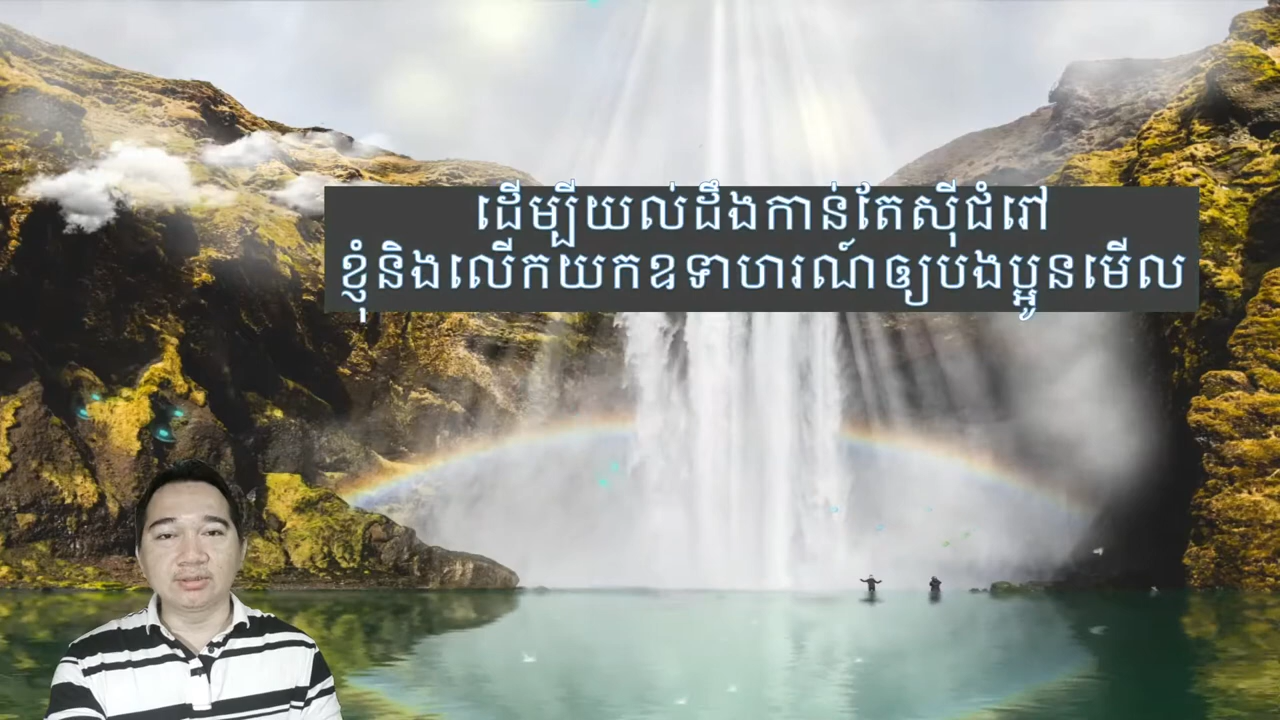 ដើម្បីយល់ដឹងកាន់តែស៊ីជំរៅ
ខ្ញុំនិងលើកយកឧទាហរណ៍ឲ្យបងប្អូនមើល